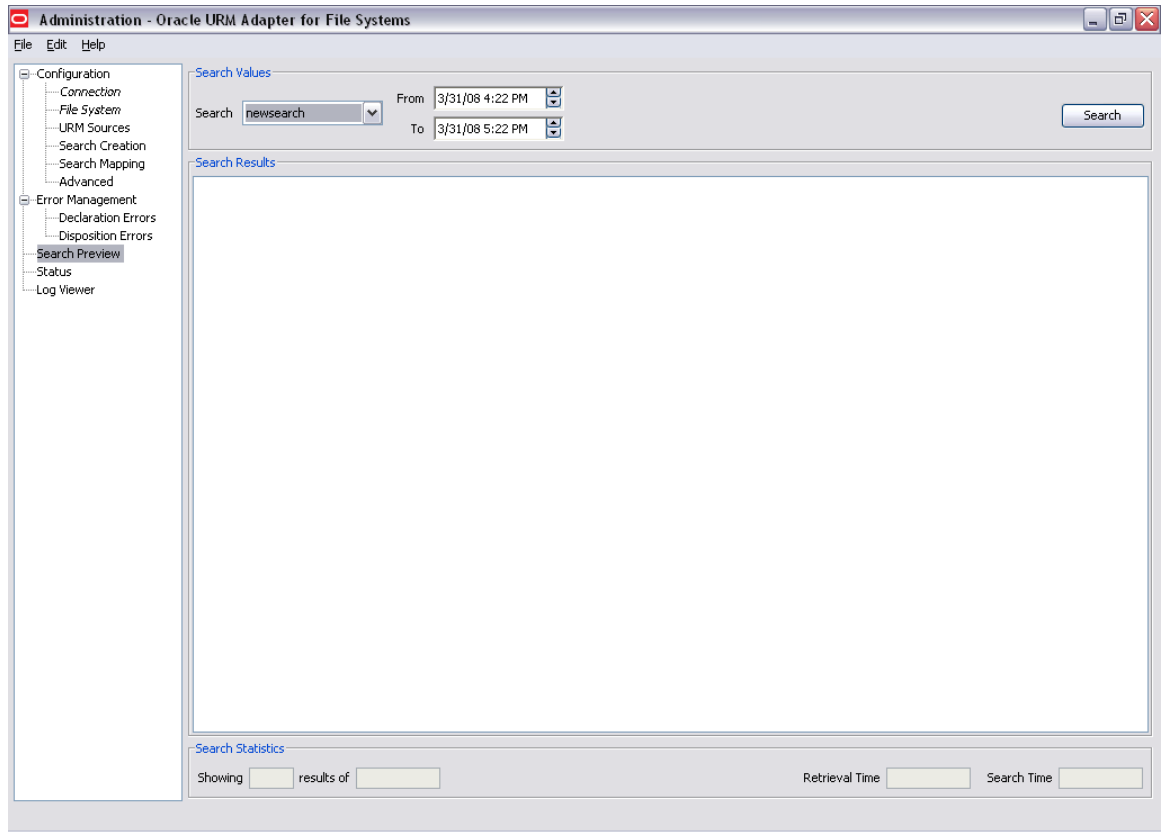 Administration - Oracle URM Adapter for File Systems
File Edit Help
Configuration
Connection
File System
URM Sources
Search Creation
Search Mapping
Advanced
Error Management
Declaration Errors
Disposition Errors
Search Preview
Status
Log Viewer
Search Values
Search newsearch
From 3/31/08 4:22 PM
To 3/31/08 5:22 PM
Search
Search Results
Search Statistics
Showing results of Retrieval Time Search Time